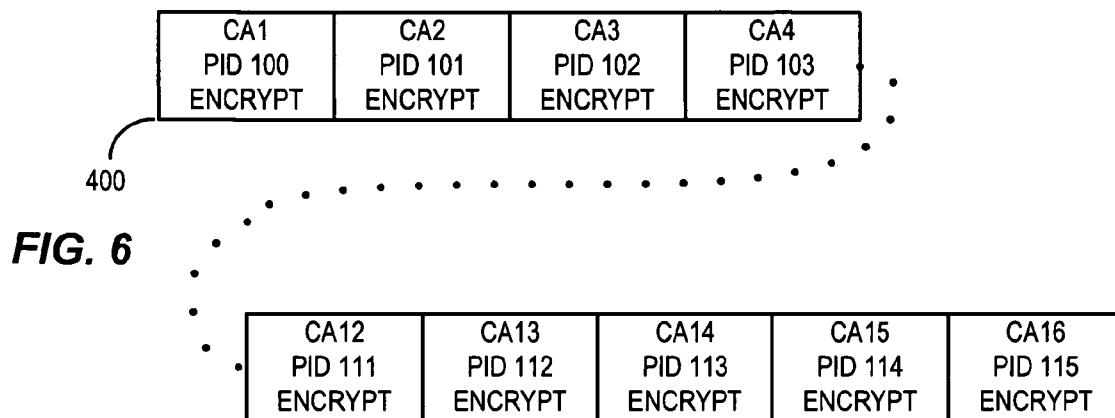 CA1 CA2 CA3 CA4
PID 100 PID 101 PID 102 PID 103
ENCRYPT ENCRYPT ENCRYPT ENCRYPT
400
FIG. 6
CA12 CA13 CA14 CA15 CA16
PID 111 PID 112 PID 113 PID 114 PID 115
ENCRYPT ENCRYPT ENCRYPT ENCRYPT ENCRYPT